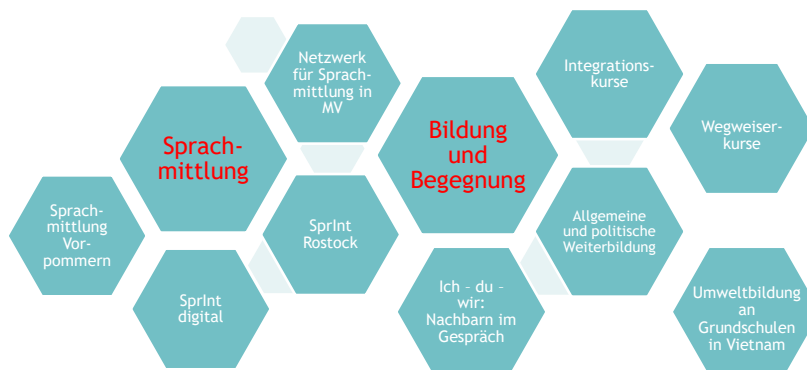 Netzwerk
für Sprach-
mittlung in
MV
Sprach-
mittlung
Sprach-
mittlung
Vor-
pommern
SprInt
digital
SprInt
Rostock
Bildung
und
Begegnung
Integrations-
kurse
Wegweiser-
kurse
Allgemeine
und politische
Weiterbildung
Ich – du –
wir:
Nachbarn im
Gespräch
Umweltbildung
an
Grundschulen
in Vietnam